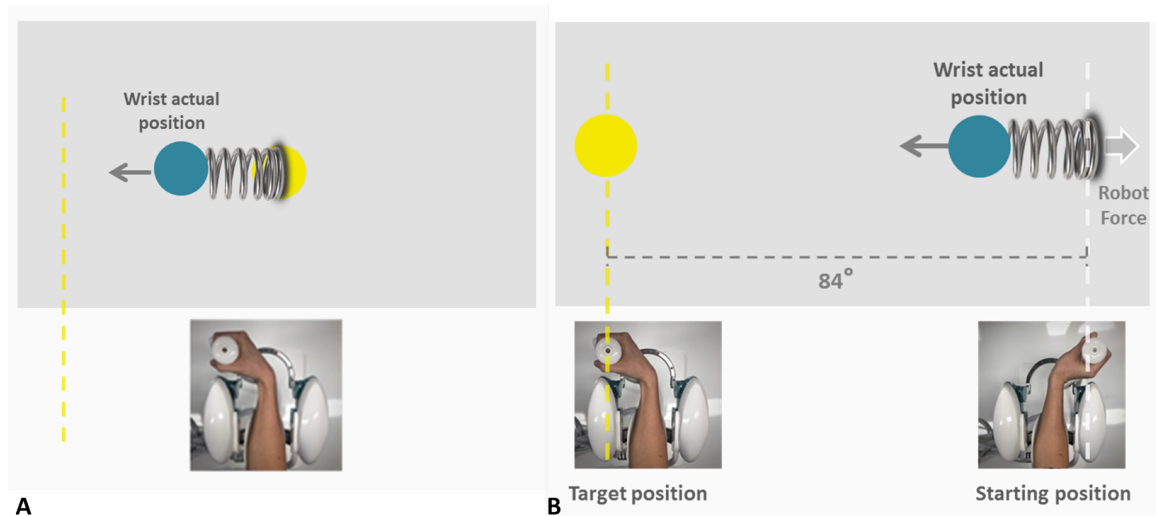 Wrist actual
position
A
Wrist actual
position
Robot
Force
84°
Target position
Starting position
B